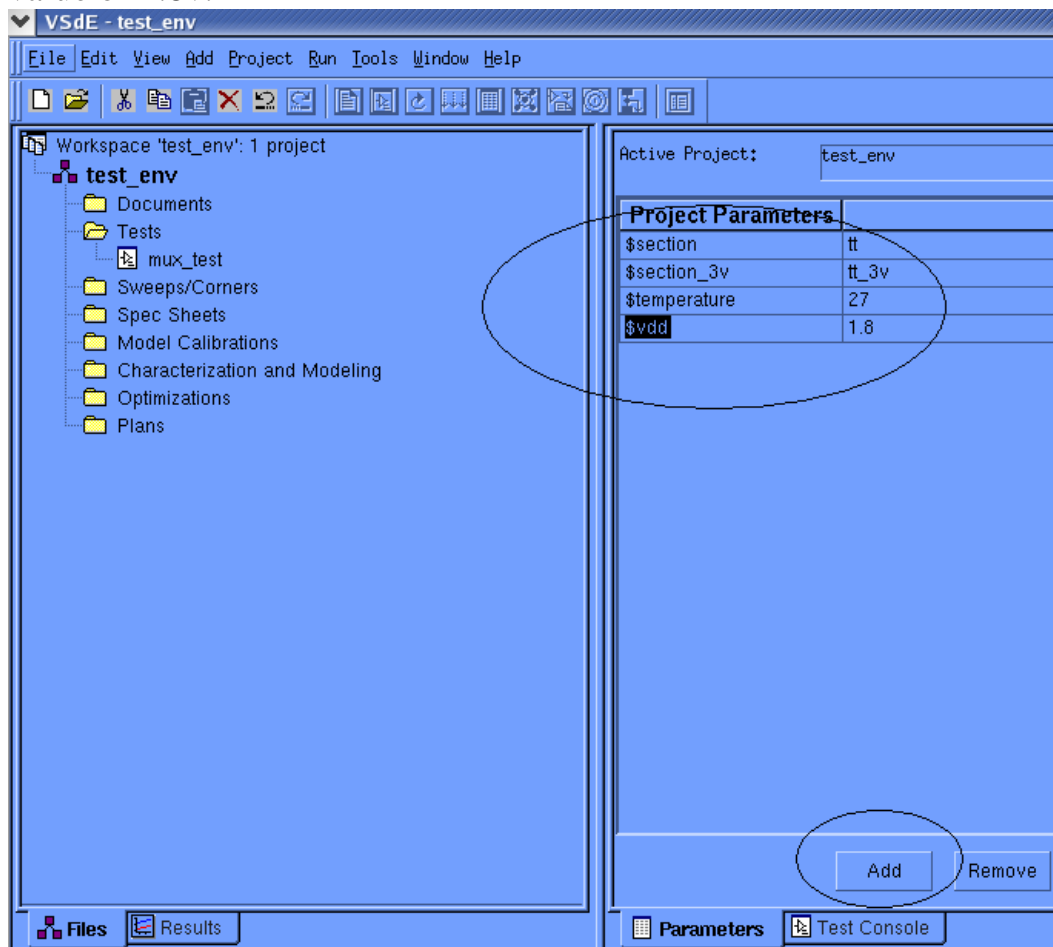 VSdE - test_env
File Edit View Add Project Run Tools Window Help
Workspace 'test_env': 1 project
test_env
Documents
Tests
mux_test
Sweeps/Corners
Spec Sheets
Model Calibrations
Characterization and Modeling
Optimizations
Plans
Files Results
Active Project: test_env
Project Parameters
$section tt
$section_3v tt_3v
$temperature 27
$vdd 1.8
Add Remove
Parameters Test Console